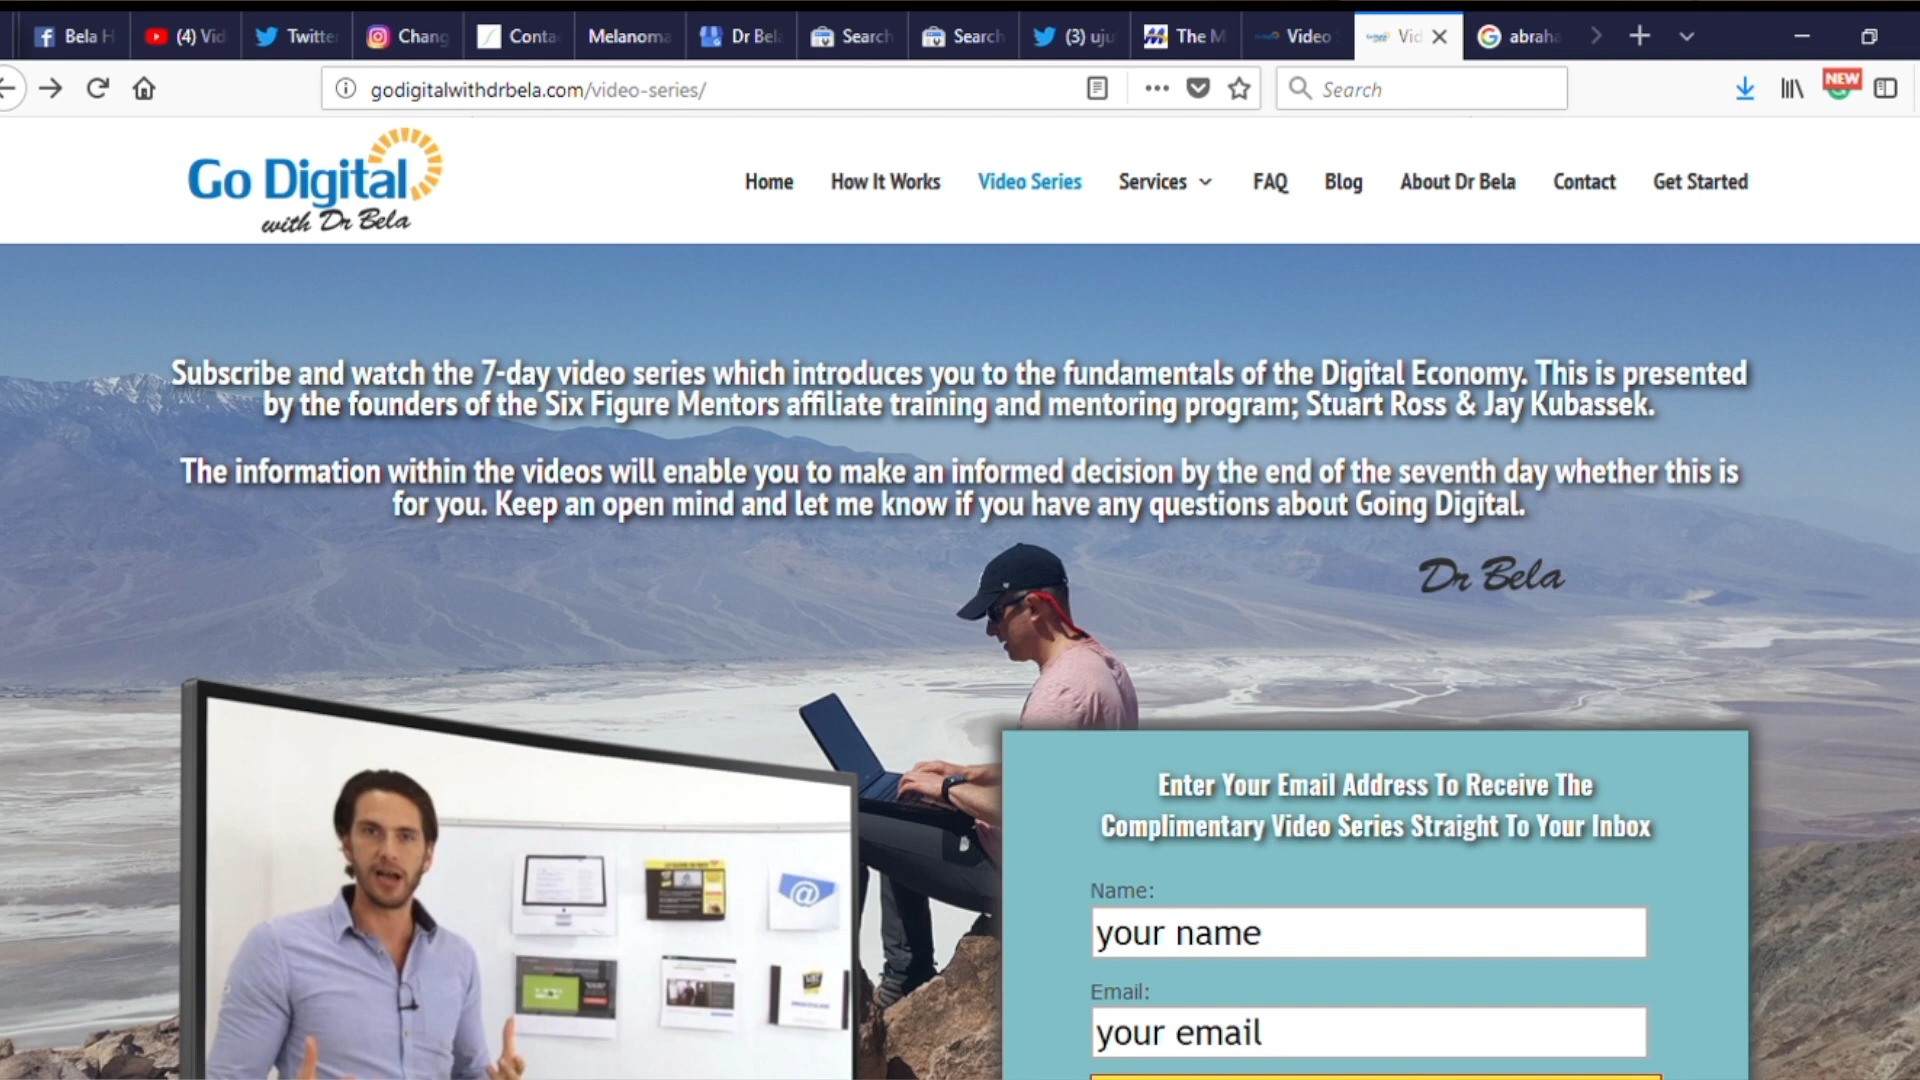 Bela H
(4) Vid
Twitte
Chang
Conta
Melanoma
Dr Bel
Search
Search
(3) uju
The M
Video
Vid
abraha
godigitalwithdrbela.com/video-series/
Search
NEW
Go Digital
with Dr Bela
Home
How It Works
Video Series
Services
FAQ
Blog
About Dr Bela
Contact
Get Started
Subscribe and watch the 7-day video series which introduces you to the fundamentals of the Digital Economy. This is presented
by the founders of the Six Figure Mentors affiliate training and mentoring program; Stuart Ross & Jay Kubassek.
The information within the videos will enable you to make an informed decision by the end of the seventh day whether this is
for you. Keep an open mind and let me know if you have any questions about Going Digital.
Dr Bela
Enter Your Email Address To Receive The
Complimentary Video Series Straight To Your Inbox
Name:
your name
Email:
your email